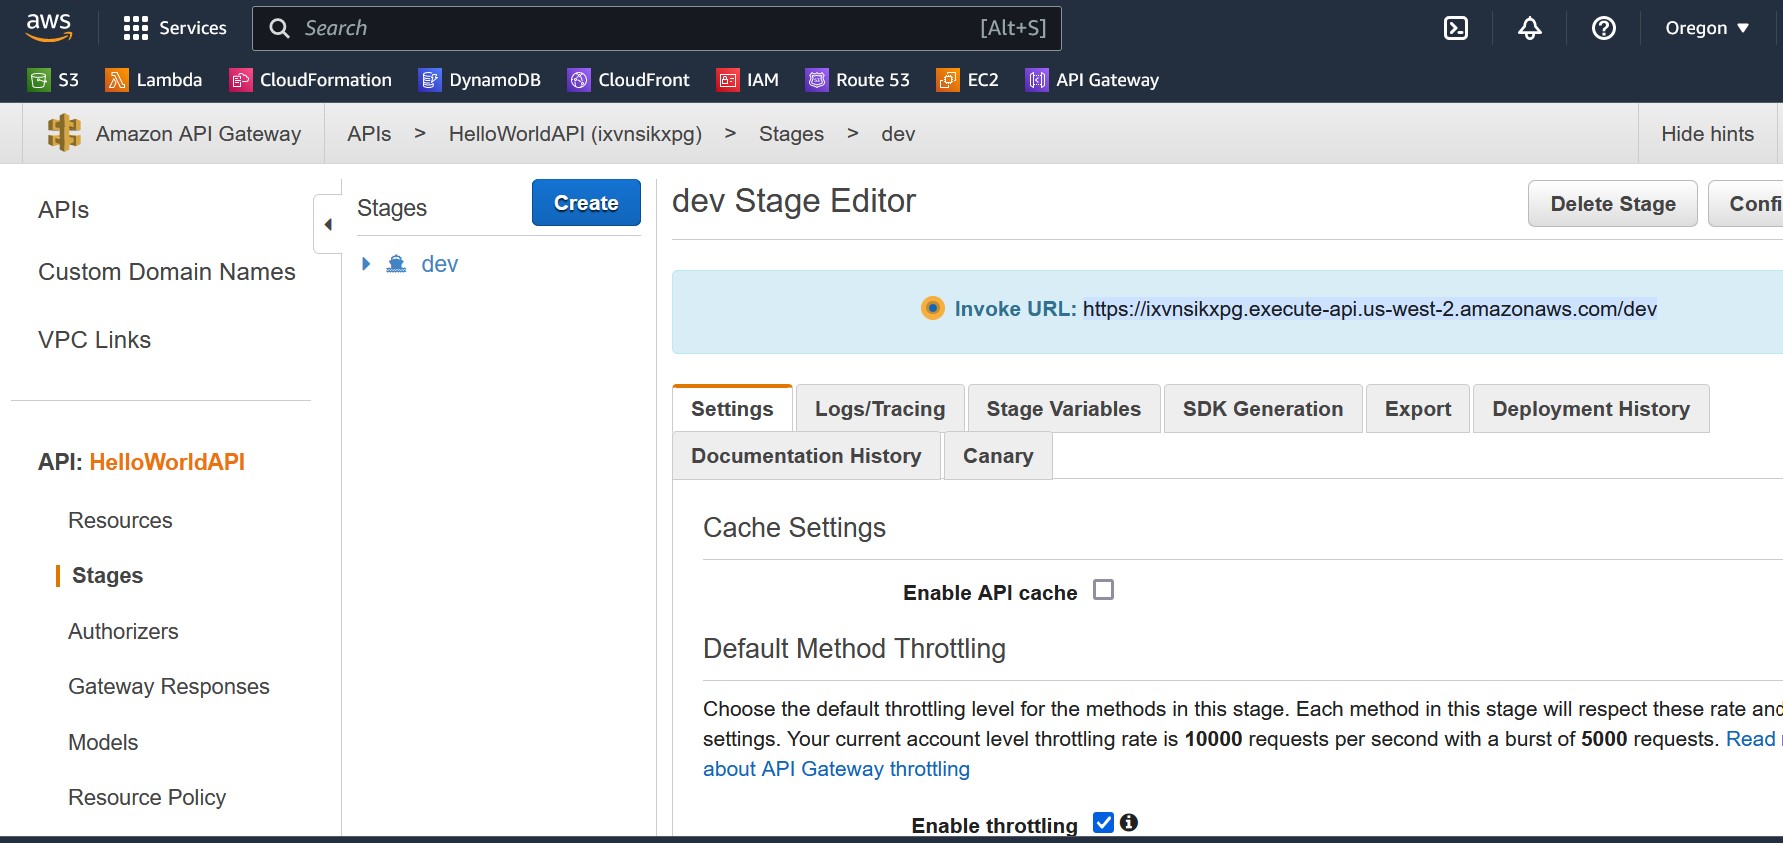 aws Services Search [Alt+S] Oregon
S3 Lambda CloudFormation DynamoDB CloudFront IAM Route 53 EC2 API Gateway
Amazon API Gateway APIs > HelloWorldAPI (ixvnsikxpg) > Stages > dev Hide hints
APIs
Custom Domain Names
VPC Links
API: HelloWorldAPI
Resources
Stages
Authorizers
Gateway Responses
Models
Resource Policy
Stages Create
dev
dev Stage Editor Delete Stage Confi
Invoke URL: https://ixvnsikxpg.execute-api.us-west-2.amazonaws.com/dev
Settings Logs/Tracing Stage Variables SDK Generation Export Deployment History
Documentation History Canary
Cache Settings
Enable API cache
Default Method Throttling
Choose the default throttling level for the methods in this stage. Each method in this stage will respect these rate and
settings. Your current account level throttling rate is 10000 requests per second with a burst of 5000 requests. Read
about API Gateway throttling
Enable throttling